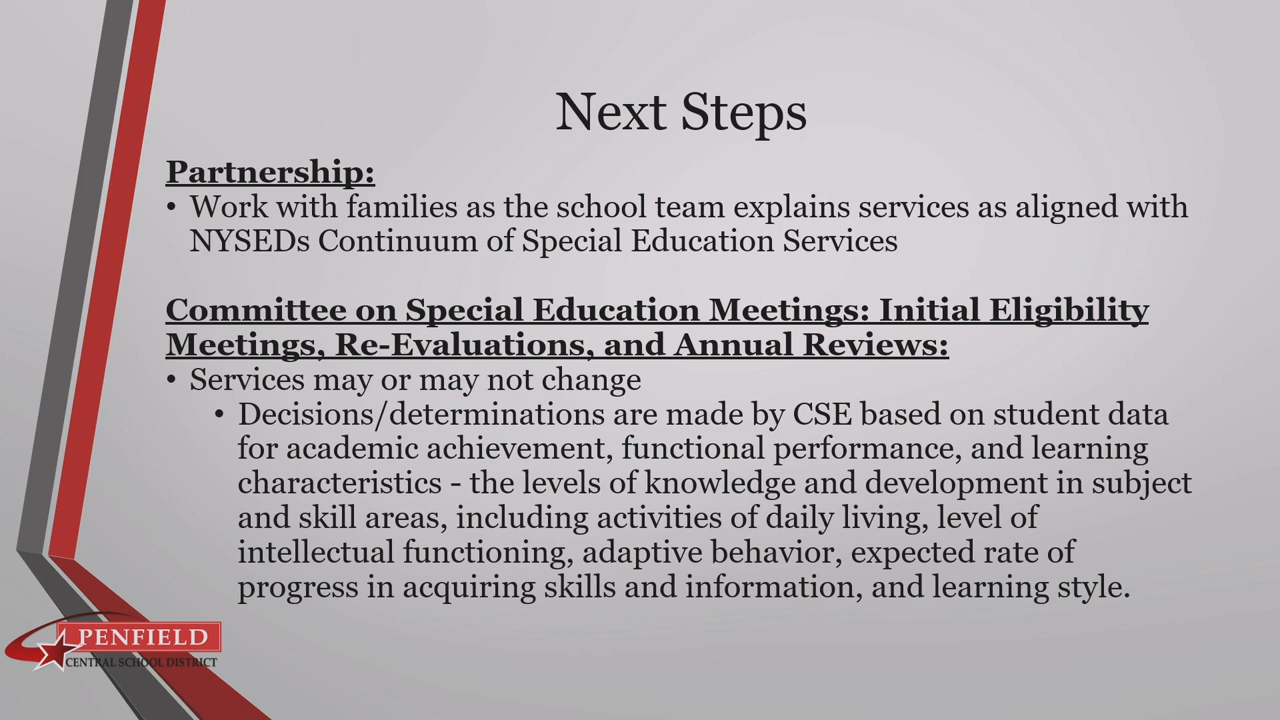 Next Steps
Partnership:
• Work with families as the school team explains services as aligned with
NYSEDs Continuum of Special Education Services
Committee on Special Education Meetings: Initial Eligibility
Meetings, Re-Evaluations, and Annual Reviews:
• Services may or may not change
• Decisions/determinations are made by CSE based on student data
for academic achievement, functional performance, and learning
characteristics - the levels of knowledge and development in subject
and skill areas, including activities of daily living, level of
intellectual functioning, adaptive behavior, expected rate of
progress in acquiring skills and information, and learning style.
PENFIELD
CENTRAL SCHOOL DISTRICT